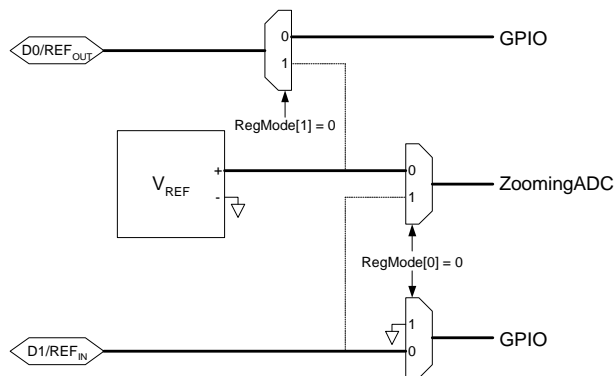 D0/REF_OUT
0
1
GPIO
RegMode[1] = 0
V_REF
+
-
0
1
ZoomingADC
RegMode[0] = 0
D1/REF_IN
1
0
GPIO